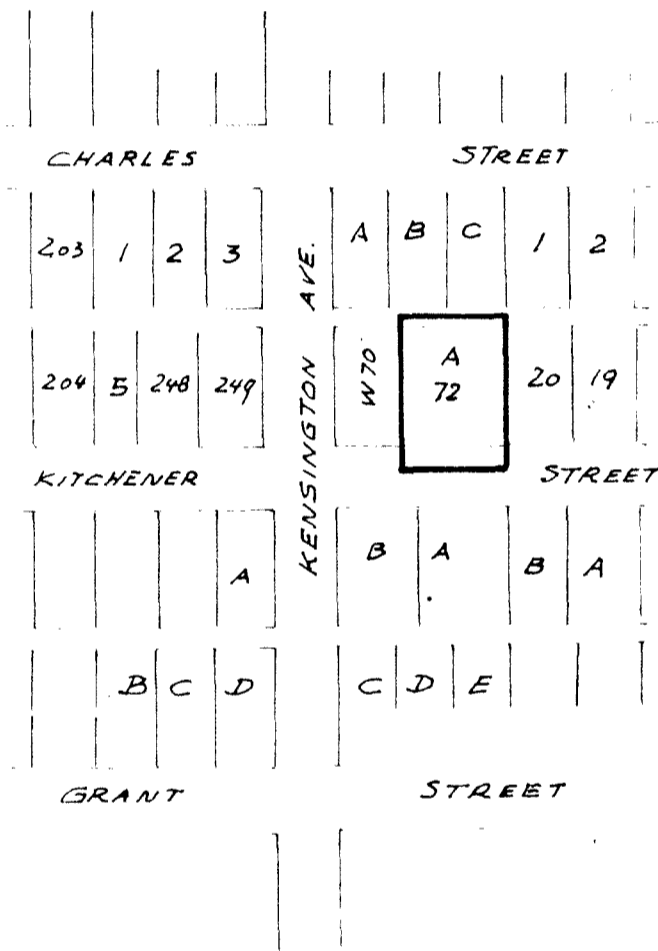 CHARLES STREET
203 1 2 3 A B C 1 2
KENSINGTON AVE.
204 5 248 249 W70 A 20 19
72
KITCHENER STREET
A B A B A
B C D C D E
GRANT STREET